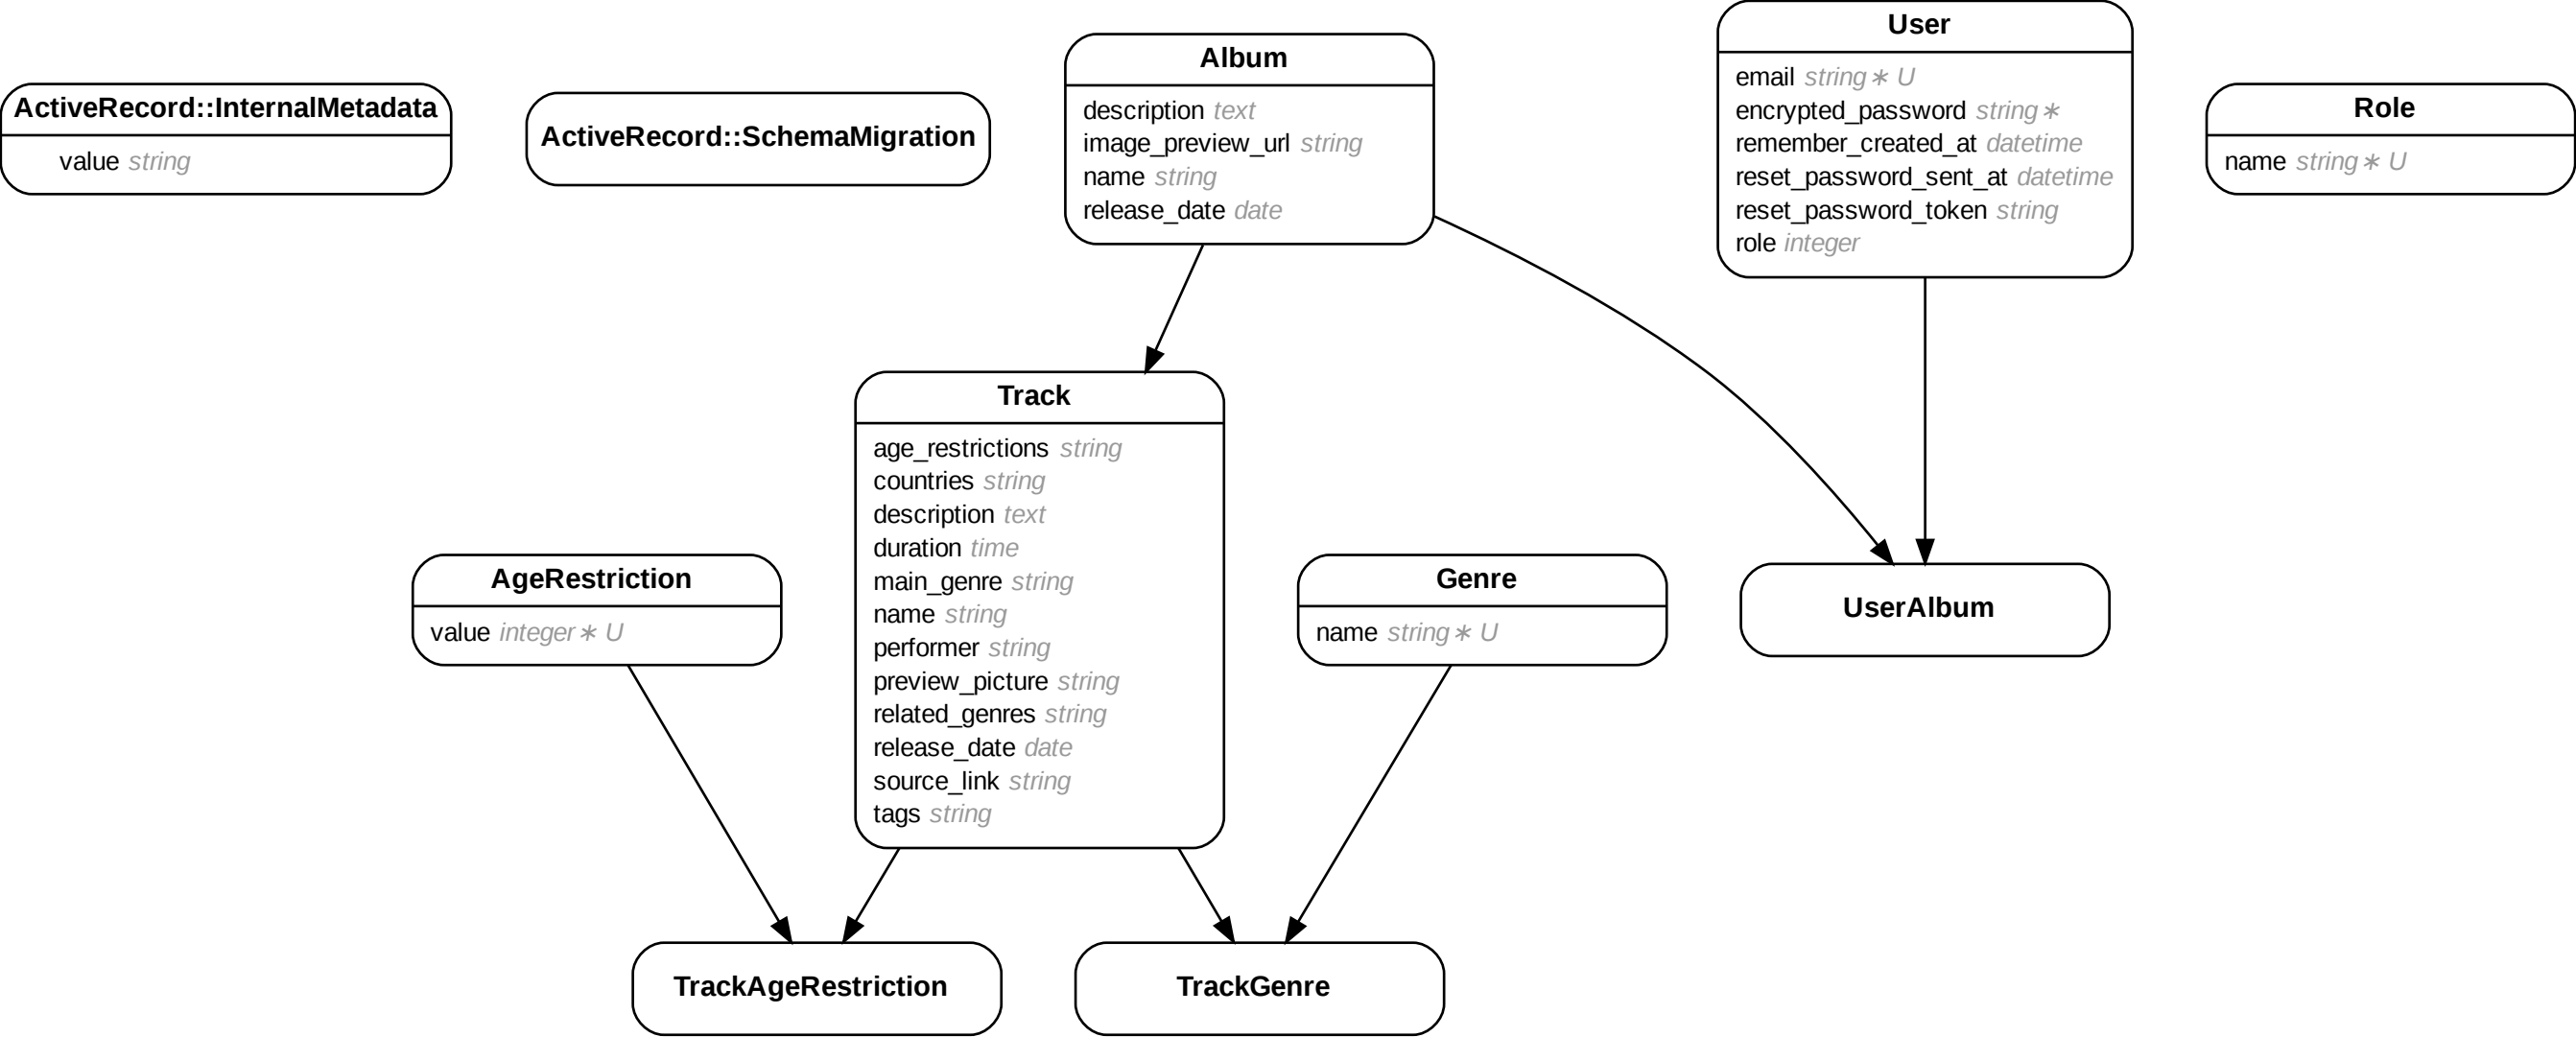 ActiveRecord::InternalMetadata
value string
ActiveRecord::SchemaMigration
Album
description text
image_preview_url string
name string
release_date date
User
email string∗ U
encrypted_password string∗
remember_created_at datetime
reset_password_sent_at datetime
reset_password_token string
role integer
Role
name string∗ U
Track
age_restrictions string
countries string
description text
duration time
main_genre string
name string
performer string
preview_picture string
related_genres string
release_date date
source_link string
tags string
AgeRestriction
value integer∗ U
Genre
name string∗ U
UserAlbum
TrackAgeRestriction
TrackGenre